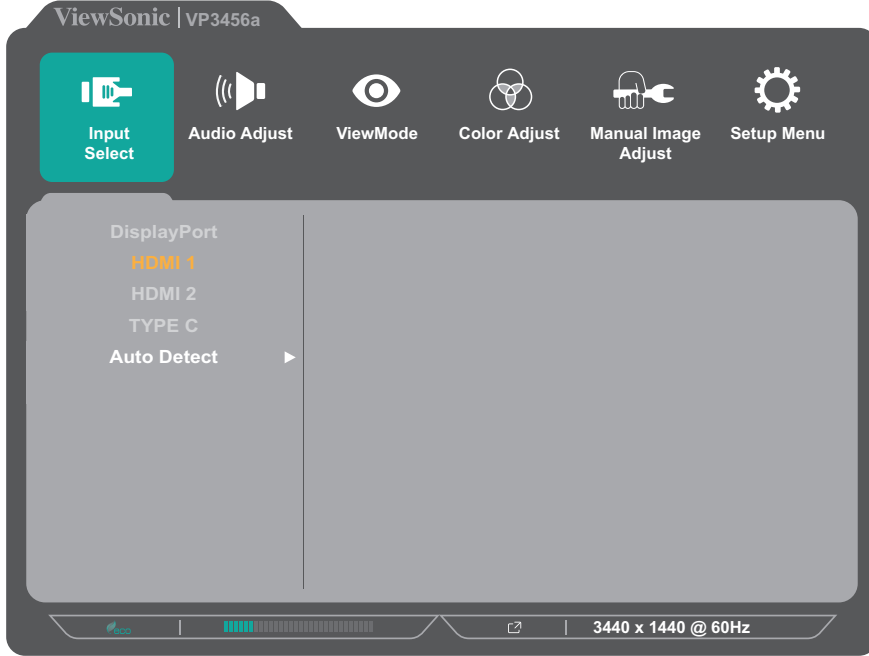 ViewSonic | VP3456a
Input
Select
Audio Adjust
ViewMode
Color Adjust
Manual Image
Adjust
Setup Menu
DisplayPort
HDMI 1
HDMI 2
TYPE C
Auto Detect
eco
3440 x 1440 @ 60Hz